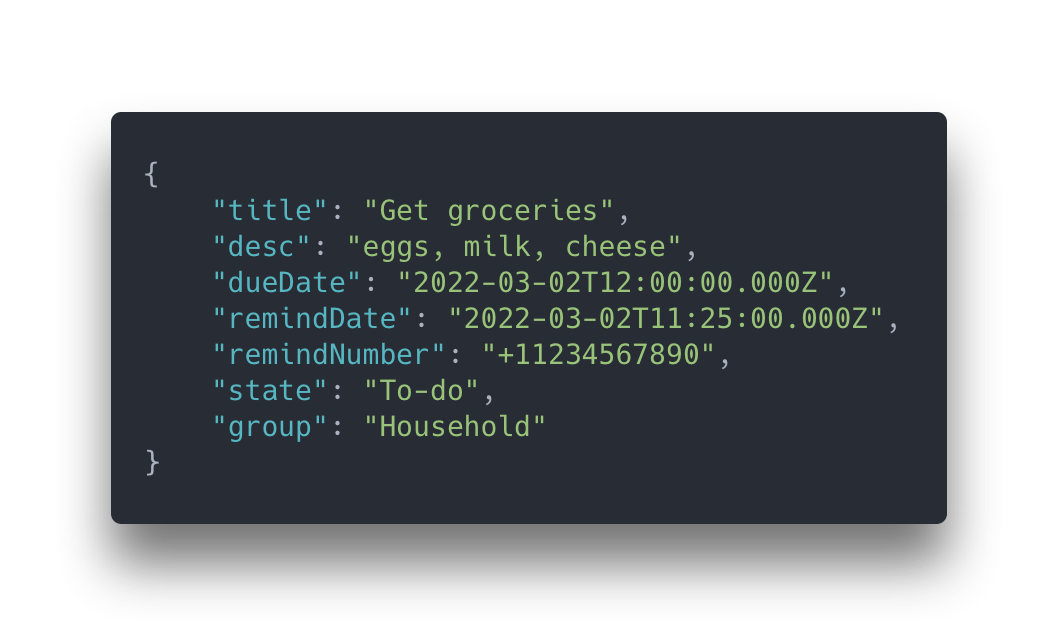 {
    "title": "Get groceries",
    "desc": "eggs, milk, cheese",
    "dueDate": "2022-03-02T12:00:00.000Z",
    "remindDate": "2022-03-02T11:25:00.000Z",
    "remindNumber": "+11234567890",
    "state": "To-do",
    "group": "Household"
}